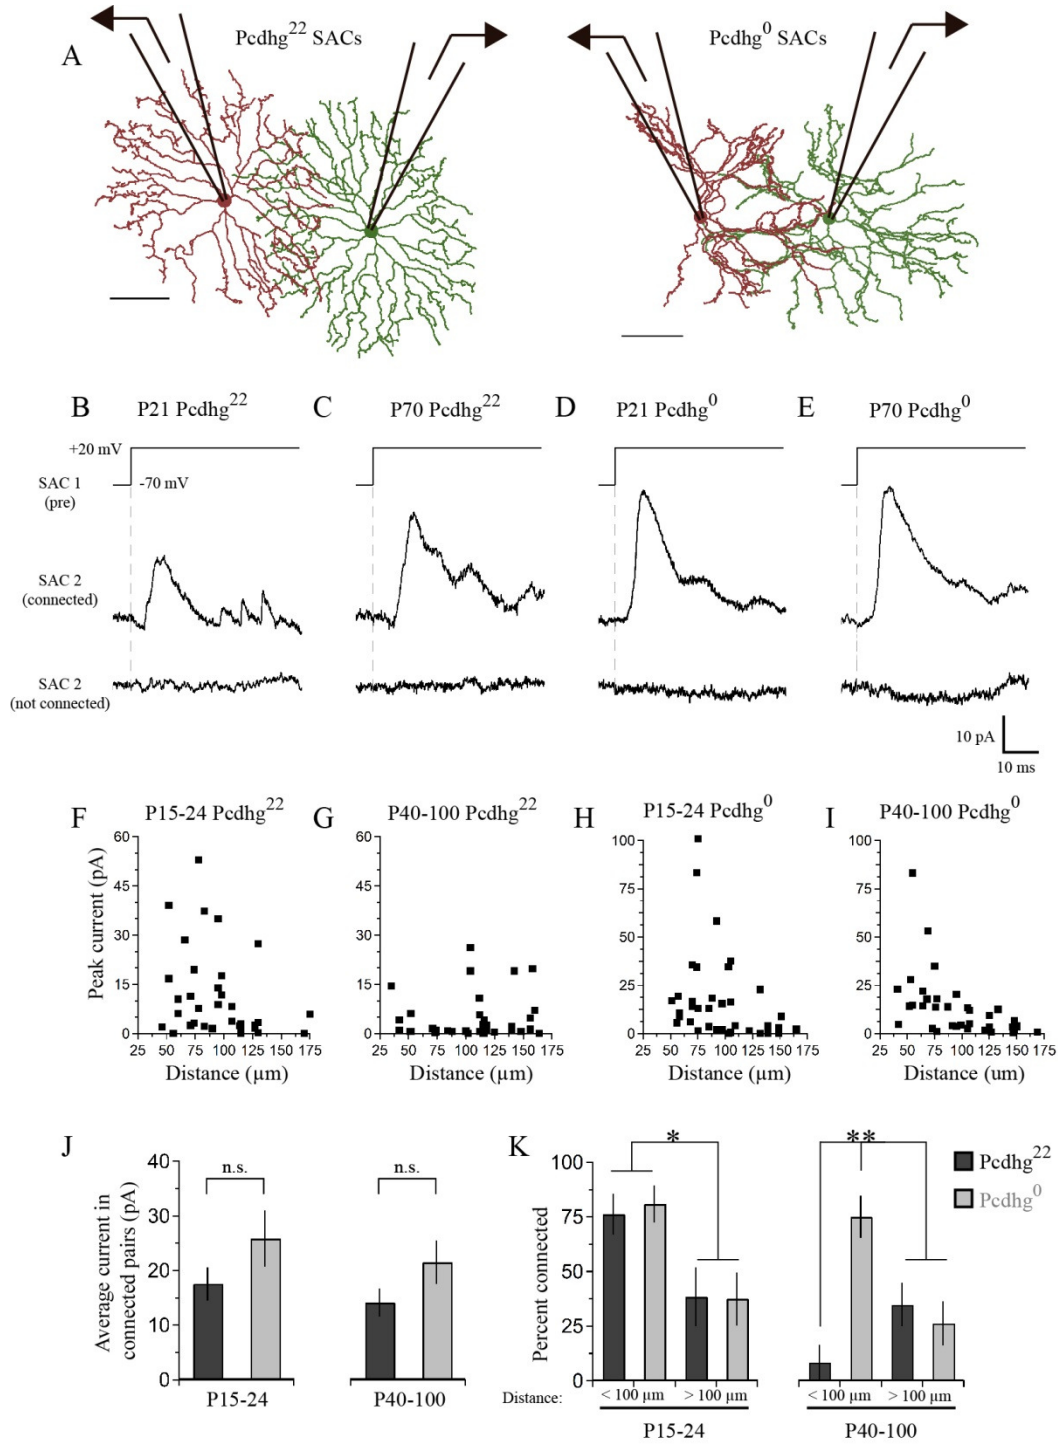 A
Pcdhg22 SACs
Pcdhg0 SACs
B P21 Pcdhg22
C P70 Pcdhg22
D P21 Pcdhg0
E P70 Pcdhg0
+20 mV
SAC 1
(pre)
-70 mV
SAC 2
(connected)
SAC 2
(not connected)
10 pA
10 ms
F P15-24 Pcdhg22
G P40-100 Pcdhg22
H P15-24 Pcdhg0
I P40-100 Pcdhg0
Peak current (pA)
60
45
30
15
0
25 50 75 100 125 150 175
Distance (µm)
60
45
30
15
0
25 50 75 100 125 150 175
Distance (µm)
100
75
50
25
0
25 50 75 100 125 150 175
Distance (µm)
100
75
50
25
0
25 50 75 100 125 150 175
Distance (um)
J
Average current in
connected pairs (pA)
40
30
20
10
0
n.s.
n.s.
P15-24
P40-100
K
Percent connected
100
75
50
25
0
*
**
Pcdhg22
Pcdhg0
Distance:
< 100 µm > 100 µm
< 100 µm > 100 µm
P15-24
P40-100